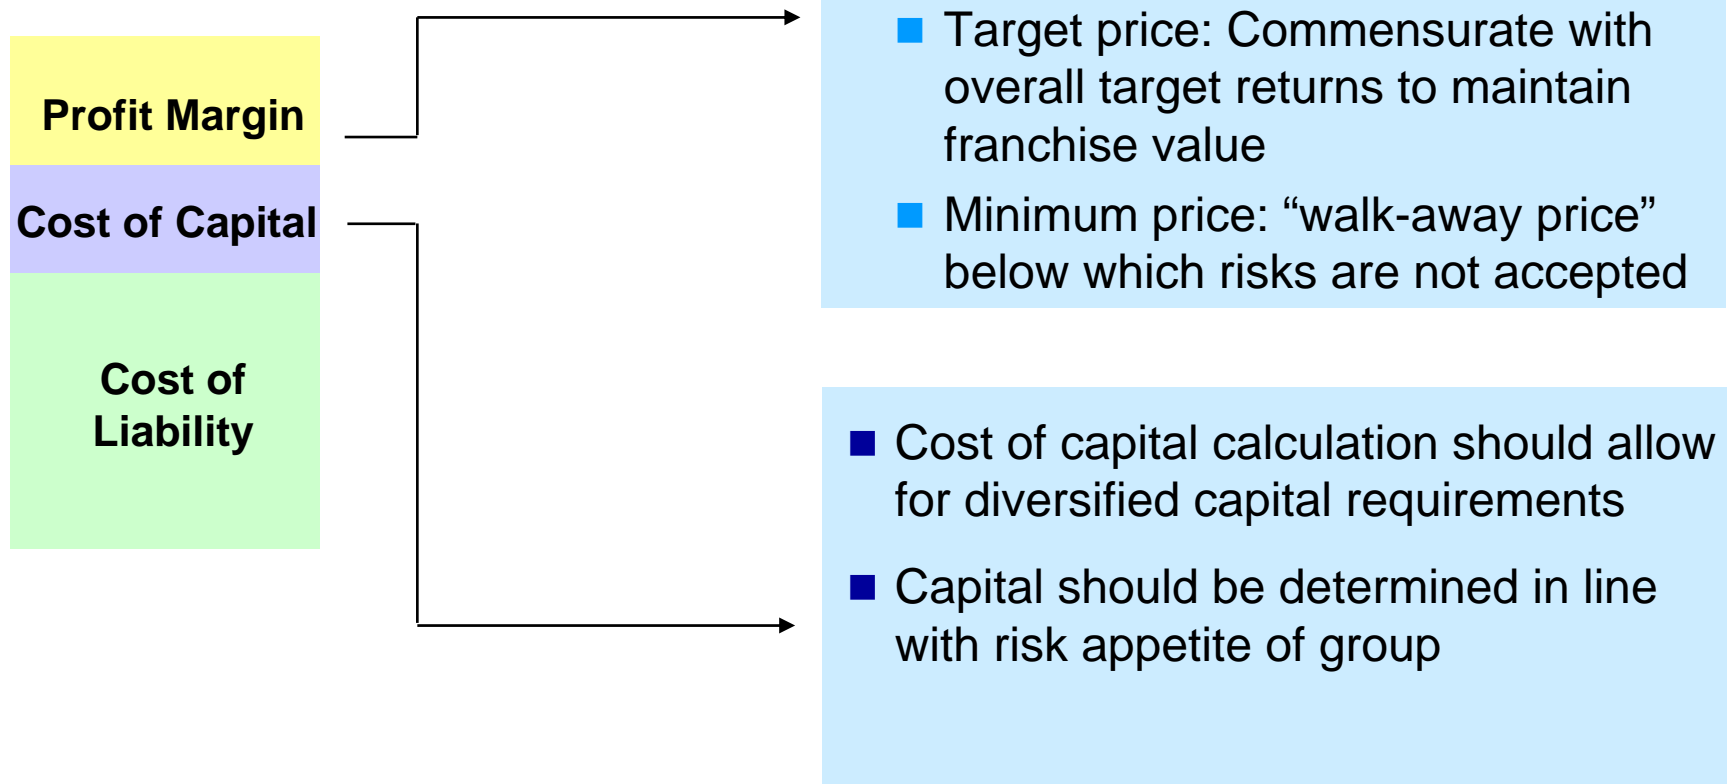 Profit Margin
Cost of Capital
Cost of
Liability
Target price: Commensurate with
overall target returns to maintain
franchise value
Minimum price: “walk-away price”
below which risks are not accepted
Cost of capital calculation should allow
for diversified capital requirements
Capital should be determined in line
with risk appetite of group